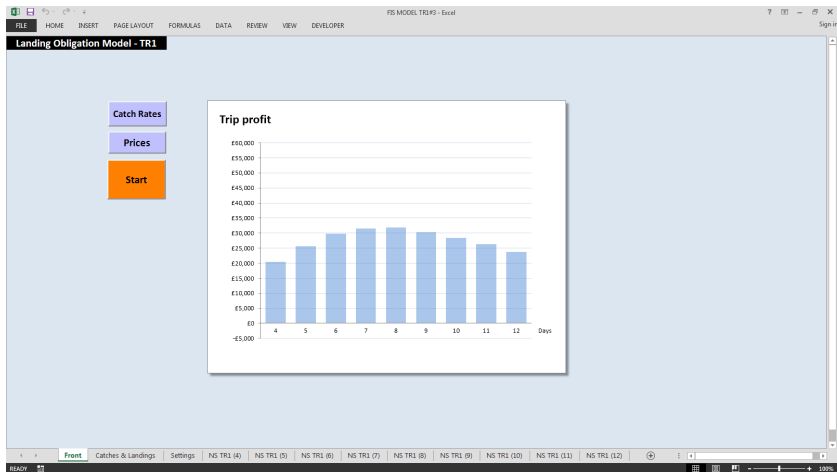 FIS MODEL TR1#3 - Excel
FILE HOME INSERT PAGE LAYOUT FORMULAS DATA REVIEW VIEW DEVELOPER Sign in
Landing Obligation Model - TR1
Catch Rates
Prices
Start
Trip profit
£60,000
£55,000
£50,000
£45,000
£40,000
£35,000
£30,000
£25,000
£20,000
£15,000
£10,000
£5,000
£0
-£5,000
4 5 6 7 8 9 10 11 12 Days
Front Catches & Landings Settings NS TR1 (4) NS TR1 (5) NS TR1 (6) NS TR1 (7) NS TR1 (8) NS TR1 (9) NS TR1 (10) NS TR1 (11) NS TR1 (12)
READY 100%